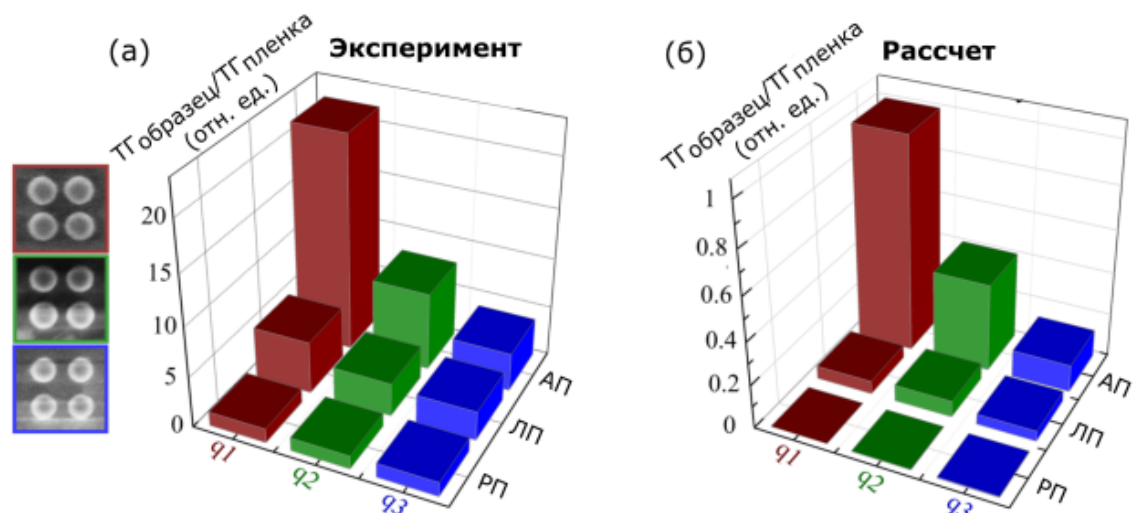 (а)
Эксперимент
ТГобразец/ТГпленка
(отн. ед.)
20
15
10
5
0
q1
q2
q3
РП
ЛП
АП
(б)
Рассчет
ТГобразец/ТГпленка
(отн. ед.)
1
0.8
0.6
0.4
0.2
0
q1
q2
q3
РП
ЛП
АП